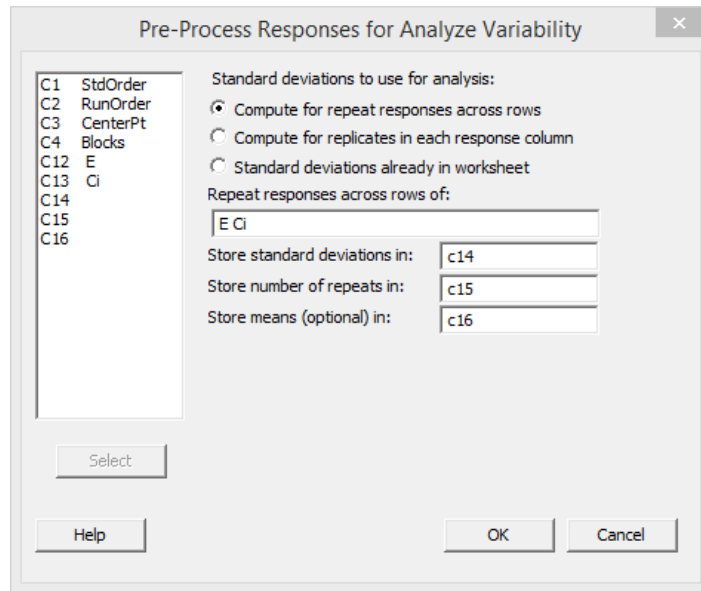 Pre-Process Responses for Analyze Variability
×
C1 StdOrder
C2 RunOrder
C3 CenterPt
C4 Blocks
C12 E
C13 Ci
C14
C15
C16
Standard deviations to use for analysis:
Compute for repeat responses across rows
Compute for replicates in each response column
Standard deviations already in worksheet
Repeat responses across rows of:
E Ci
Store standard deviations in: c14
Store number of repeats in: c15
Store means (optional) in: c16
Select
Help OK Cancel